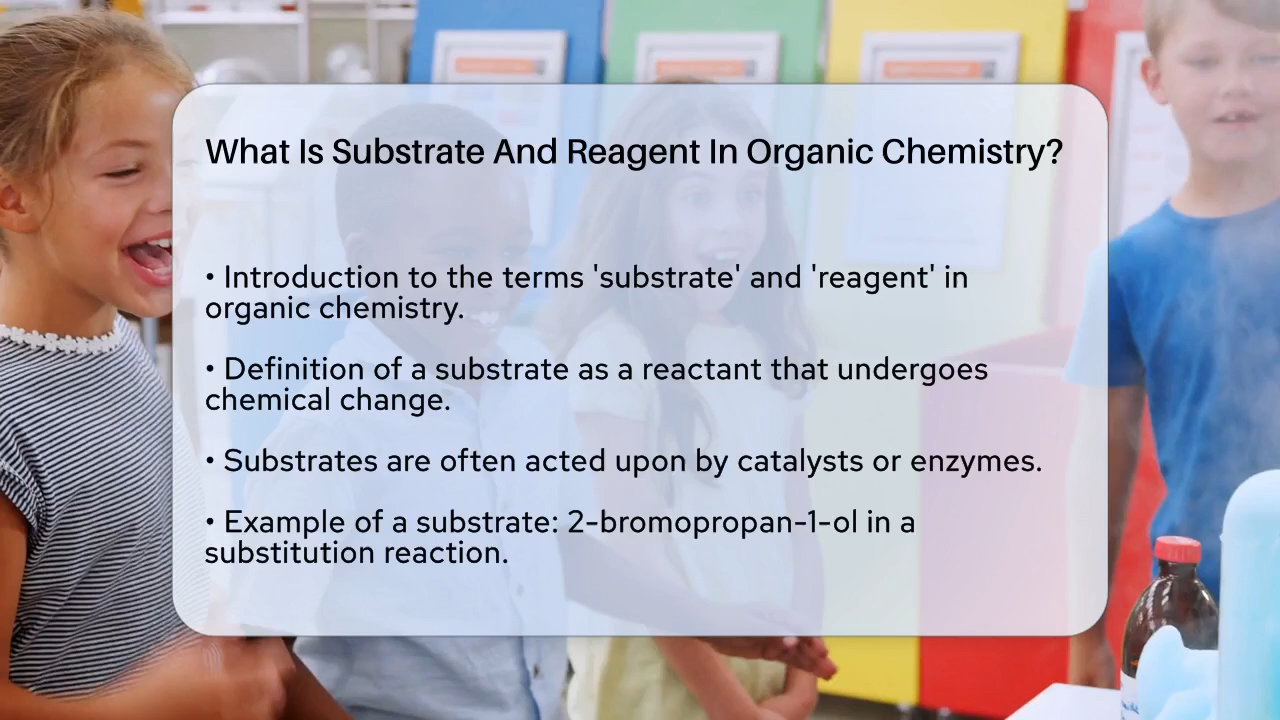 What Is Substrate And Reagent In Organic Chemistry?
• Introduction to the terms 'substrate' and 'reagent' in
organic chemistry.
• Definition of a substrate as a reactant that undergoes
chemical change.
• Substrates are often acted upon by catalysts or enzymes.
• Example of a substrate: 2-bromopropan-1-ol in a
substitution reaction.